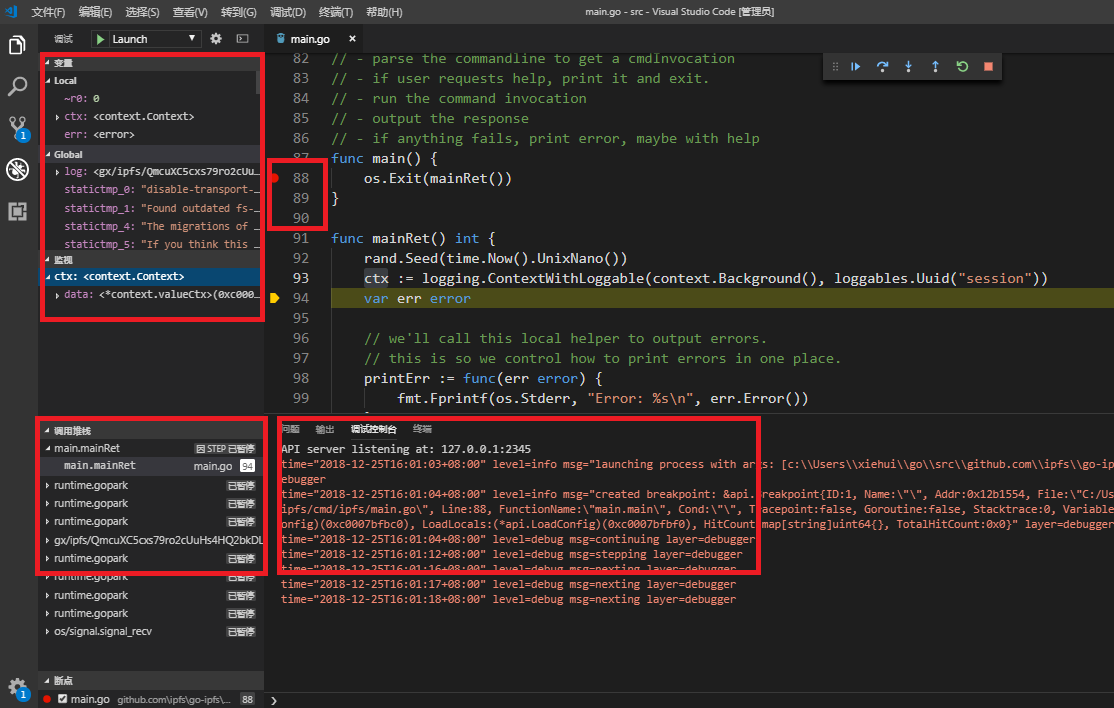 文件(F) 编辑(E) 选择(S) 查看(V) 转到(G) 调试(D) 终端(T) 帮助(H) main.go - src - Visual Studio Code [管理员]
调试 Launch
main.go ×
变量
Local
~r0: 0
ctx: <context.Context>
err: <error>
Global
log: <gx/ipfs/QmcuXC5cxs79ro2cUu…
statictmp_0: "disable-transport-…
statictmp_1: "Found outdated fs-…
statictmp_4: "The migrations of …
statictmp_5: "If you think this …
监视
ctx: <context.Context>
data: <*context.valueCtx>(0xc000…
82 // - parse the commandline to get a cmdInvocation
83 // - if user requests help, print it and exit.
84 // - run the command invocation
85 // - output the response
86 // - if anything fails, print error, maybe with help
87 func main() {
88 os.Exit(mainRet())
89 }
90
91 func mainRet() int {
92 rand.Seed(time.Now().UnixNano())
93 ctx := logging.ContextWithLoggable(context.Background(), loggables.Uuid("session"))
94 var err error
95
96 // we'll call this local helper to output errors.
97 // this is so we control how to print errors in one place.
98 printErr := func(err error) {
99 fmt.Fprintf(os.Stderr, "Error: %s\n", err.Error())
调用堆栈
main.mainRet 因 STEP 已暂停
main.mainRet main.go 94
runtime.gopark 已暂停
runtime.gopark 已暂停
runtime.gopark 已暂停
gx/ipfs/QmcuXC5cxs79ro2cUuHs4HQ2bkDL
runtime.gopark 已暂停
runtime.gopark 已暂停
runtime.gopark 已暂停
runtime.gopark 已暂停
os/signal.signal_recv 已暂停
断点
main.go github.com\ipfs\go-ipfs\... 88
1
1
问题 输出 调试控制台 终端
API server listening at: 127.0.0.1:2345
time="2018-12-25T16:01:03+08:00" level=info msg="launching process with args: [c:\\Users\\xiehui\\go\\src\\github.com\\ipfs\\go-ip
ebugger
time="2018-12-25T16:01:04+08:00" level=info msg="created breakpoint: &api.Breakpoint{ID:1, Name:\"\", Addr:0x12b1554, File:\"C:/Us
ipfs/cmd/ipfs/main.go\", Line:88, FunctionName:\"main.main\", Cond:\"\", Tracepoint:false, Goroutine:false, Stacktrace:0, Variable
onfig)(0xc0007bfbc0), LoadLocals:(*api.LoadConfig)(0xc0007bfbf0), HitCount:map[string]uint64{}, TotalHitCount:0x0}" layer=debugger
time="2018-12-25T16:01:04+08:00" level=debug msg=continuing layer=debugger
time="2018-12-25T16:01:12+08:00" level=debug msg=stepping layer=debugger
time="2018-12-25T16:01:16+08:00" level=debug msg=nexting layer=debugger
time="2018-12-25T16:01:17+08:00" level=debug msg=nexting layer=debugger
time="2018-12-25T16:01:18+08:00" level=debug msg=nexting layer=debugger